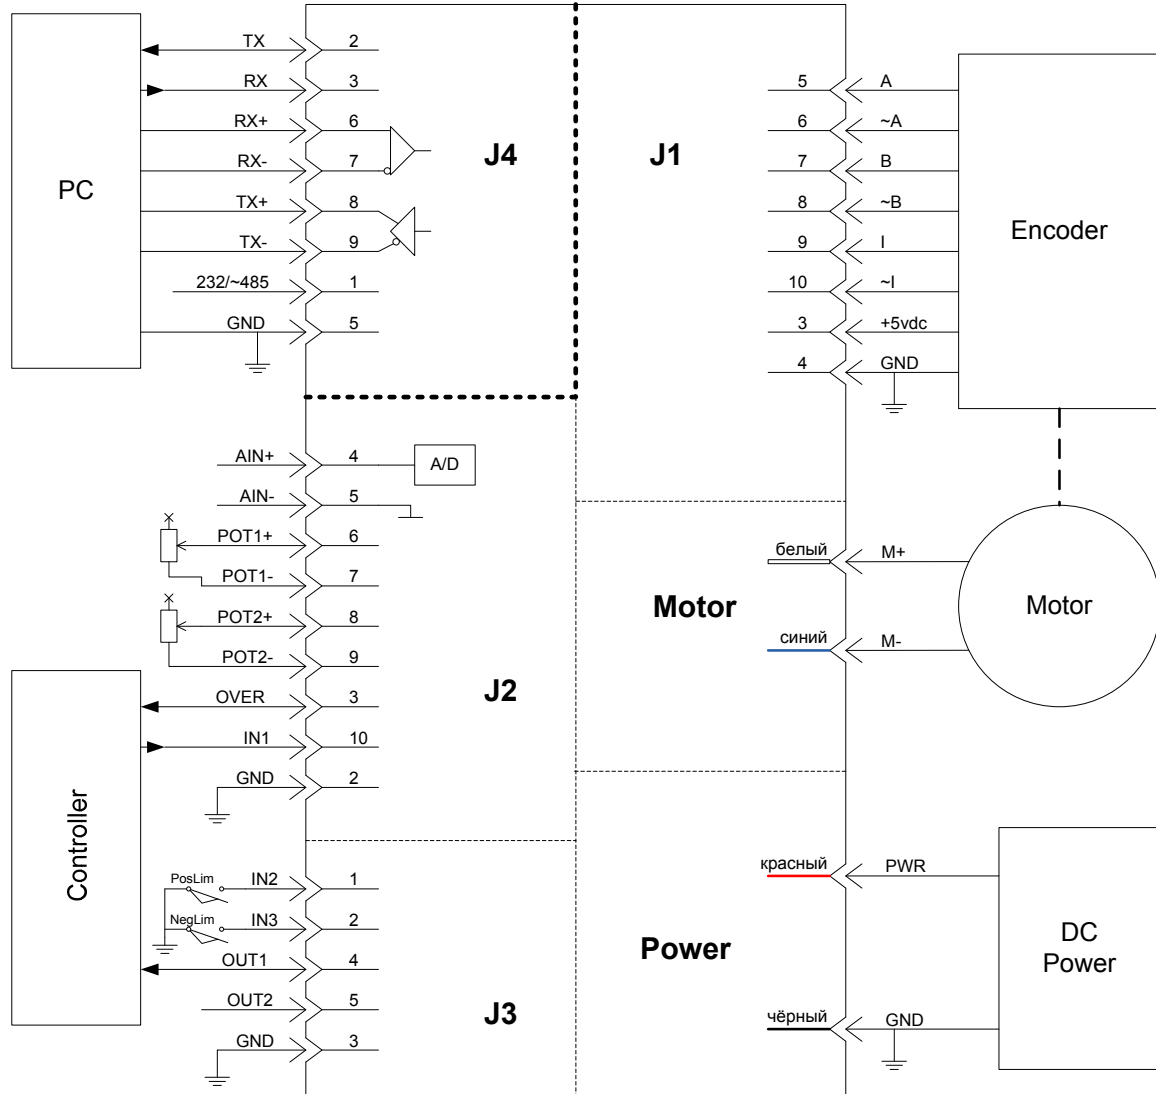 PC
TX 2
RX 3
RX+ 6
RX- 7
TX+ 8
TX- 9
232/~485 1
GND 5
J4
J1
5 A
6 ~A
7 B
8 ~B
9 I
10 ~I
3 +5vdc
4 GND
Encoder
AIN+ 4 A/D
AIN- 5
POT1+ 6
POT1- 7
POT2+ 8
POT2- 9
OVER 3
IN1 10
GND 2
J2
Controller
белый M+
синий M-
Motor
Motor
PosLim IN2 1
NegLim IN3 2
OUT1 4
OUT2 5
GND 3
J3
красный PWR
Power
чёрный GND
DC
Power